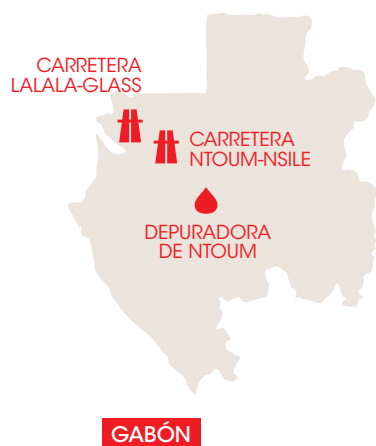 CARRETERA
LALALA-GLASS
CARRETERA
NTOUM-NSILE
DEPURADORA
DE NTOUM
GABÓN